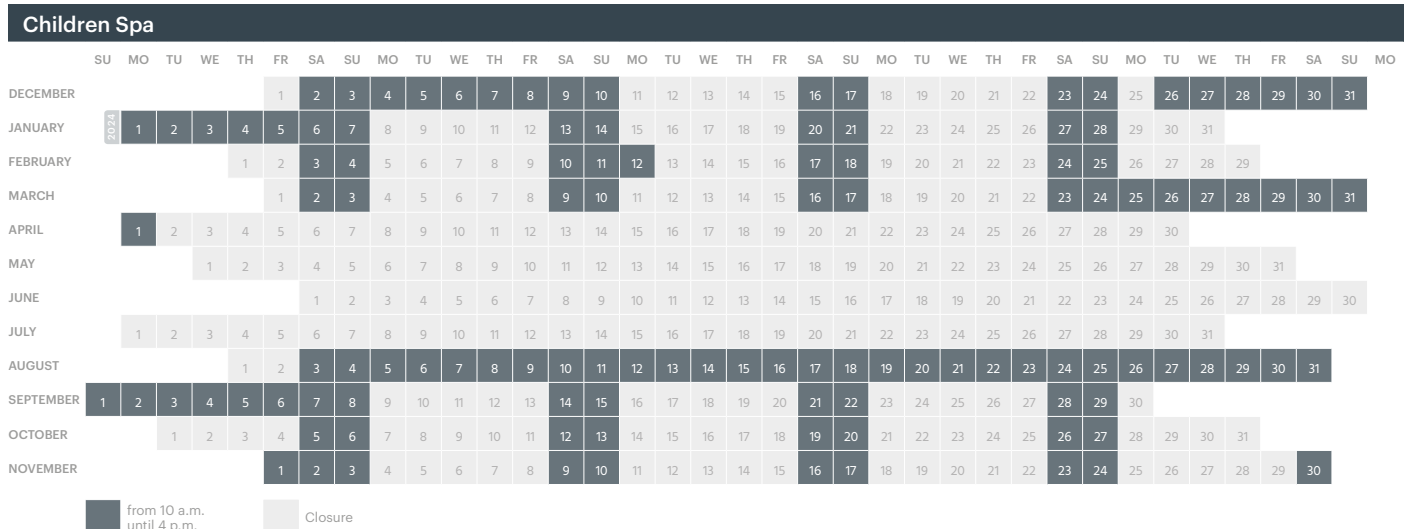 Children Spa
SU MO TU WE TH FR SA SU MO TU WE TH FR SA SU MO TU WE TH FR SA SU MO TU WE TH FR SA SU MO TU WE TH FR SA SU MO
DECEMBER 1 2 3 4 5 6 7 8 9 10 11 12 13 14 15 16 17 18 19 20 21 22 23 24 25 26 27 28 29 30 31
JANUARY 2024 1 2 3 4 5 6 7 8 9 10 11 12 13 14 15 16 17 18 19 20 21 22 23 24 25 26 27 28 29 30 31
FEBRUARY 1 2 3 4 5 6 7 8 9 10 11 12 13 14 15 16 17 18 19 20 21 22 23 24 25 26 27 28 29
MARCH 1 2 3 4 5 6 7 8 9 10 11 12 13 14 15 16 17 18 19 20 21 22 23 24 25 26 27 28 29 30 31
APRIL 1 2 3 4 5 6 7 8 9 10 11 12 13 14 15 16 17 18 19 20 21 22 23 24 25 26 27 28 29 30
MAY 1 2 3 4 5 6 7 8 9 10 11 12 13 14 15 16 17 18 19 20 21 22 23 24 25 26 27 28 29 30 31
JUNE 1 2 3 4 5 6 7 8 9 10 11 12 13 14 15 16 17 18 19 20 21 22 23 24 25 26 27 28 29 30
JULY 1 2 3 4 5 6 7 8 9 10 11 12 13 14 15 16 17 18 19 20 21 22 23 24 25 26 27 28 29 30 31
AUGUST 1 2 3 4 5 6 7 8 9 10 11 12 13 14 15 16 17 18 19 20 21 22 23 24 25 26 27 28 29 30 31
SEPTEMBER 1 2 3 4 5 6 7 8 9 10 11 12 13 14 15 16 17 18 19 20 21 22 23 24 25 26 27 28 29 30
OCTOBER 1 2 3 4 5 6 7 8 9 10 11 12 13 14 15 16 17 18 19 20 21 22 23 24 25 26 27 28 29 30 31
NOVEMBER 1 2 3 4 5 6 7 8 9 10 11 12 13 14 15 16 17 18 19 20 21 22 23 24 25 26 27 28 29 30
from 10 a.m.
until 4 p.m.
Closure